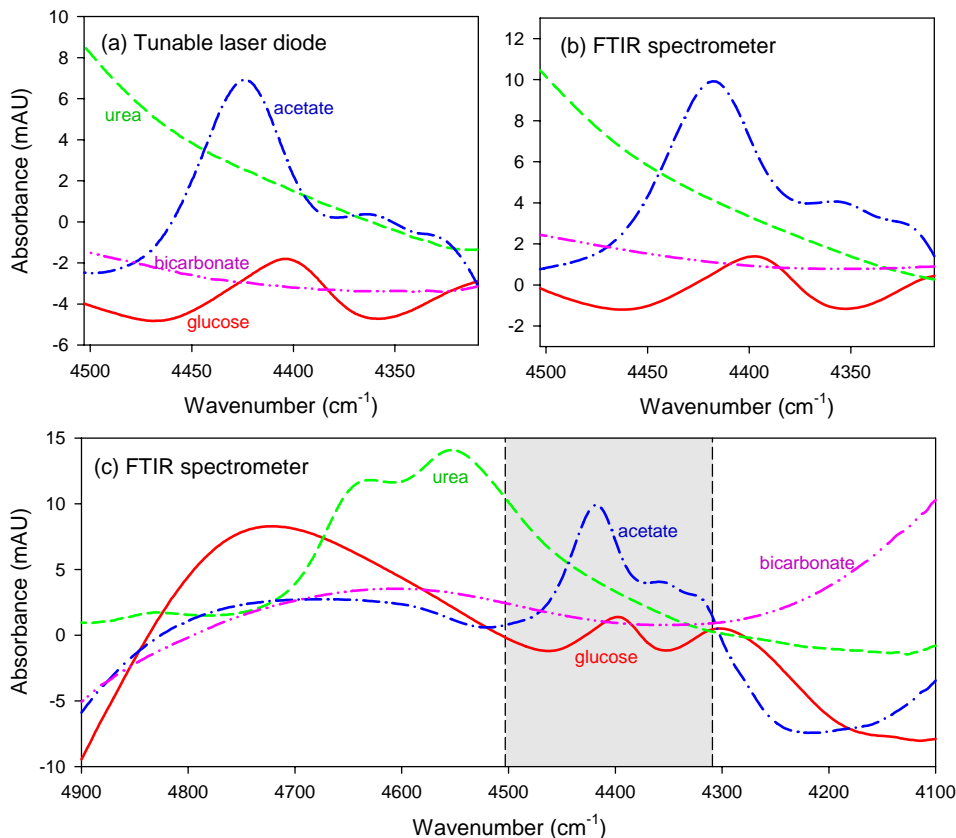 (a) Tunable laser diode
urea
acetate
bicarbonate
glucose
10
8
6
4
2
0
-2
-4
-6
4500
4450
4400
4350
Absorbance (mAU)
Wavenumber (cm-1)
(b) FTIR spectrometer
12
10
8
6
4
2
0
-2
4500
4450
4400
4350
Wavenumber (cm-1)
(c) FTIR spectrometer
urea
acetate
bicarbonate
glucose
15
10
5
0
-5
-10
4900
4800
4700
4600
4500
4400
4300
4200
4100
Absorbance (mAU)
Wavenumber (cm-1)